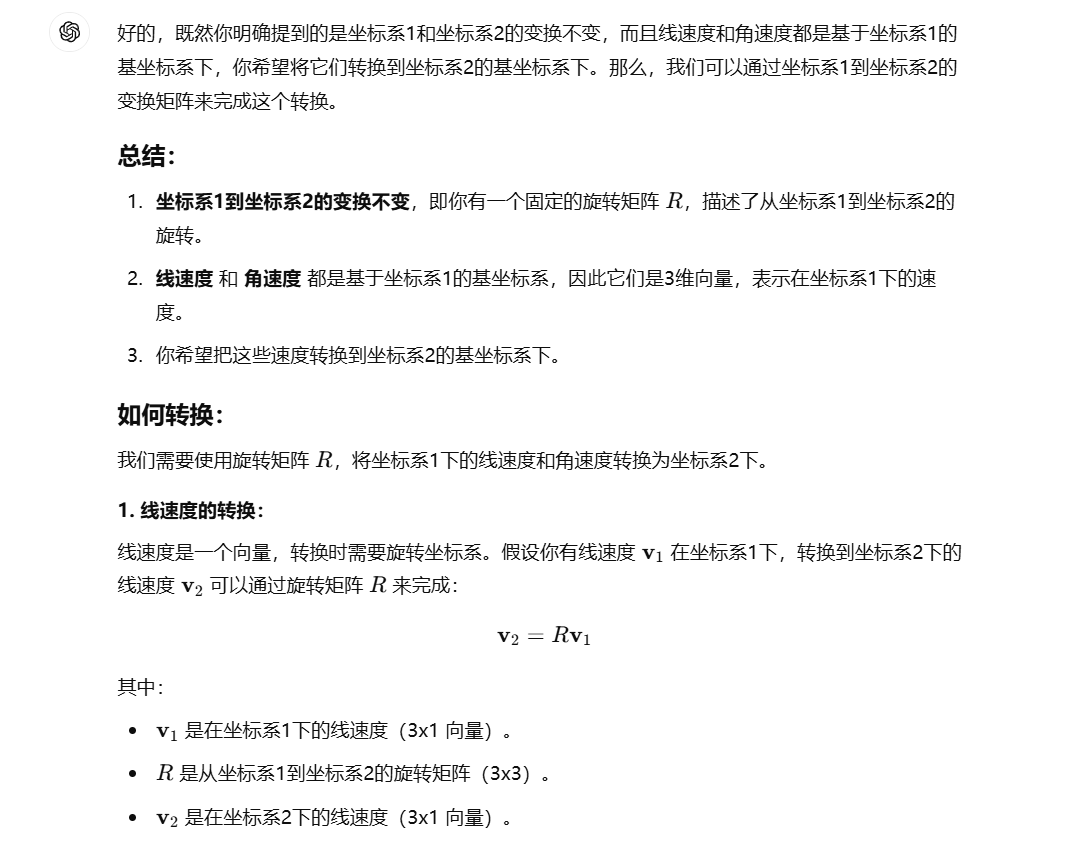 好的，既然你明确提到的是坐标系1和坐标系2的变换不变，而且线速度和角速度都是基于坐标系1的
基坐标系下，你希望将它们转换到坐标系2的基坐标系下。那么，我们可以通过坐标系1到坐标系2的
变换矩阵来完成这个转换。
总结：
1. 坐标系1到坐标系2的变换不变，即你有一个固定的旋转矩阵 R，描述了从坐标系1到坐标系2的
旋转。
2. 线速度 和 角速度 都是基于坐标系1的基坐标系，因此它们是3维向量，表示在坐标系1下的速
度。
3. 你希望把这些速度转换到坐标系2的基坐标系下。
如何转换：
我们需要使用旋转矩阵 R，将坐标系1下的线速度和角速度转换为坐标系2下。
1. 线速度的转换：
线速度是一个向量，转换时需要旋转坐标系。假设你有线速度 v₁ 在坐标系1下，转换到坐标系2下的
线速度 v₂ 可以通过旋转矩阵 R 来完成：
v₂ = Rv₁
其中：
• v₁ 是在坐标系1下的线速度（3x1 向量）。
• R 是从坐标系1到坐标系2的旋转矩阵（3x3）。
• v₂ 是在坐标系2下的线速度（3x1 向量）。